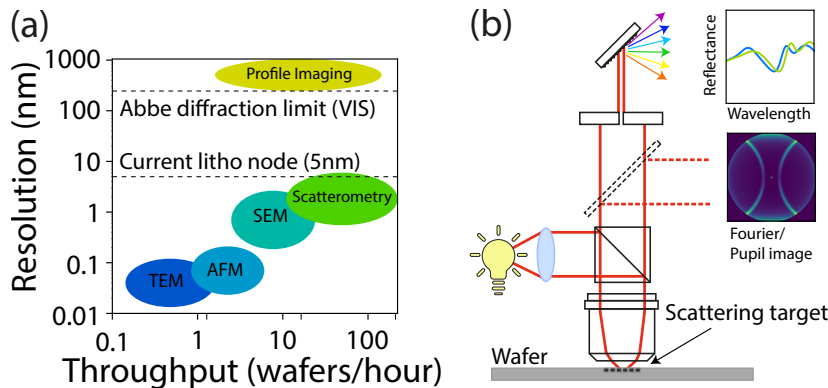 (a)
Resolution (nm)
1000
100
10
1
0.1
0.01
Profile Imaging
Abbe diffraction limit (VIS)
Current litho node (5nm)
Scatterometry
SEM
AFM
TEM
0.1
1
10
100
Throughput (wafers/hour)
(b)
Reflectance
Wavelength
Fourier/
Pupil image
Scattering target
Wafer